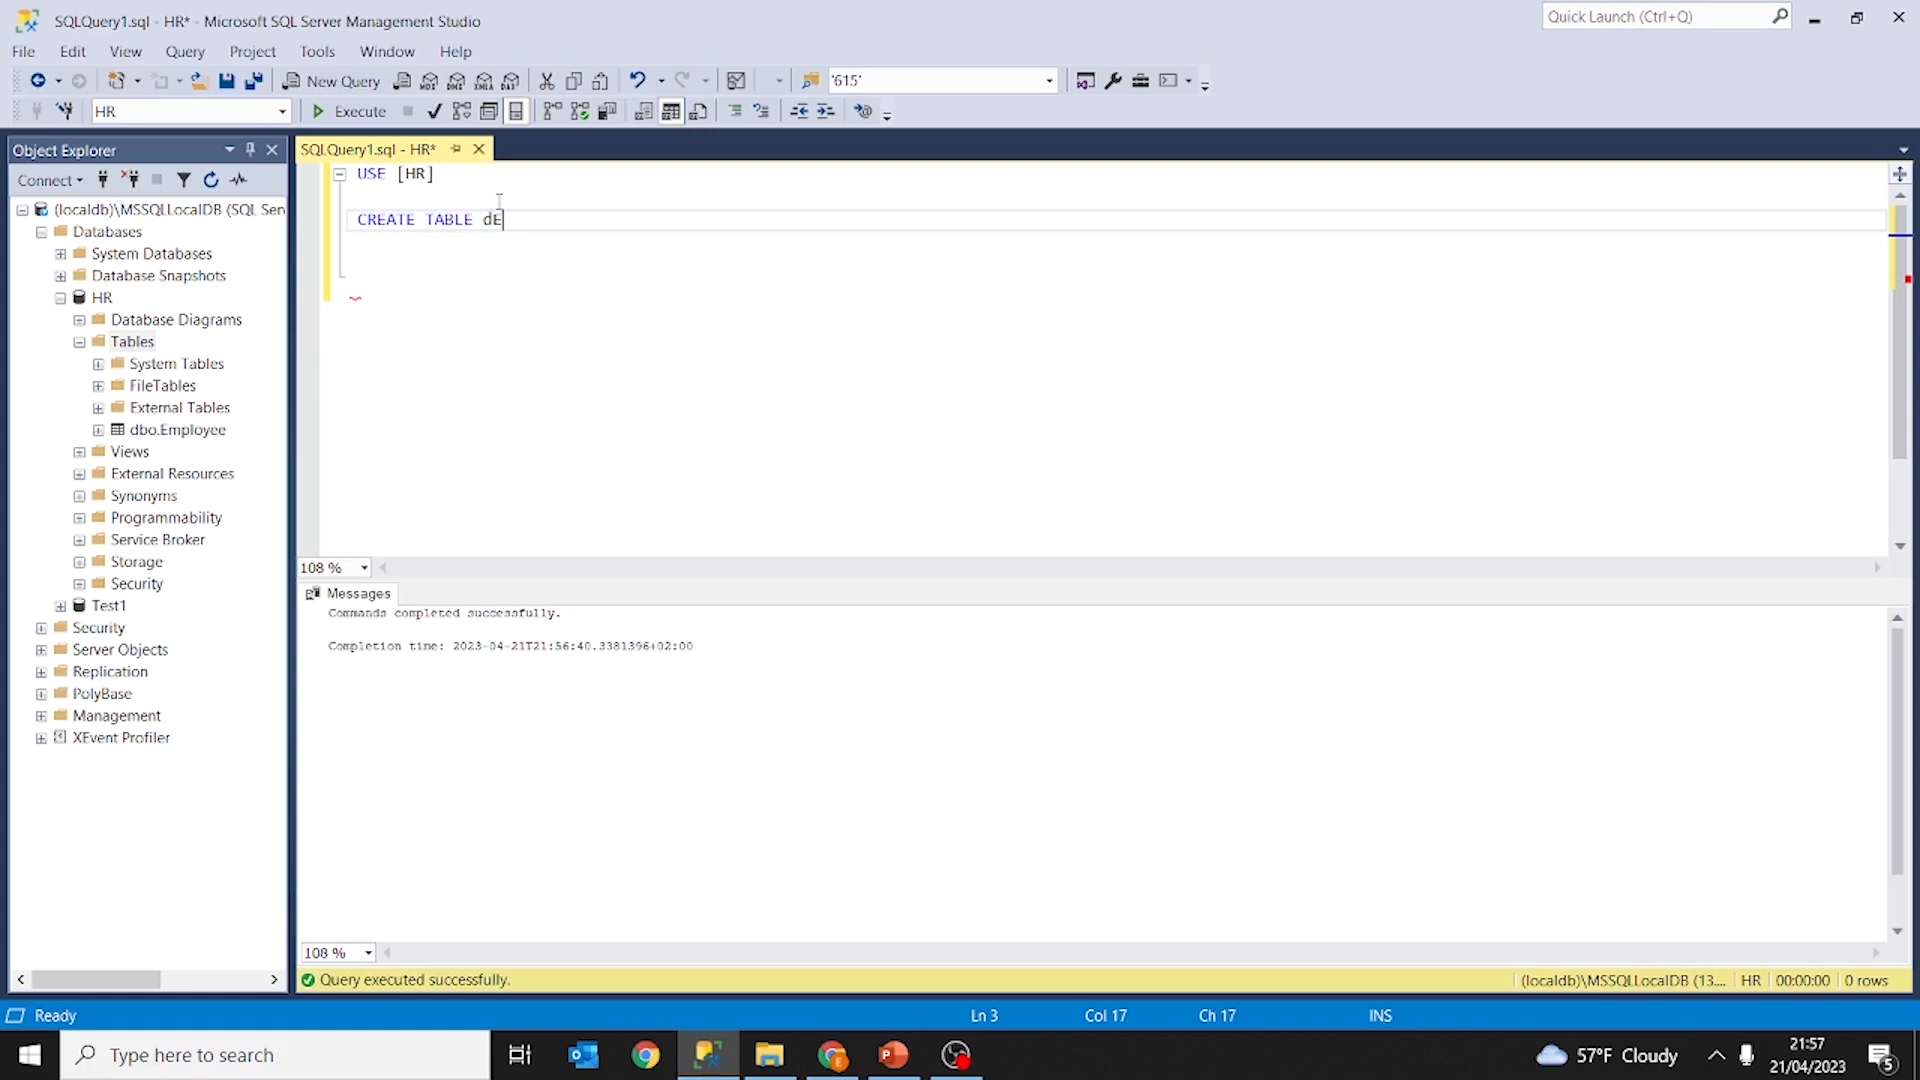 SQLQuery1.sql - HR* - Microsoft SQL Server Management Studio
Quick Launch (Ctrl+Q)
File Edit View Query Project Tools Window Help
New Query
'615'
HR
Execute
Object Explorer
SQLQuery1.sql - HR*
Connect
USE [HR]
CREATE TABLE dE
(localdb)\MSSQLLocalDB (SQL Sen
Databases
System Databases
Database Snapshots
HR
Database Diagrams
Tables
System Tables
FileTables
External Tables
dbo.Employee
Views
External Resources
Synonyms
Programmability
Service Broker
Storage
Security
Test1
Security
Server Objects
Replication
PolyBase
Management
XEvent Profiler
108 %
Messages
Commands completed successfully.
Completion time: 2023-04-21T21:56:40.3381396+02:00
108 %
Query executed successfully.
(localdb)\MSSQLLocalDB (13.... HR 00:00:00 0 rows
Ready
Ln 3 Col 17 Ch 17 INS
Type here to search
57°F Cloudy
21:57
21/04/2023
5